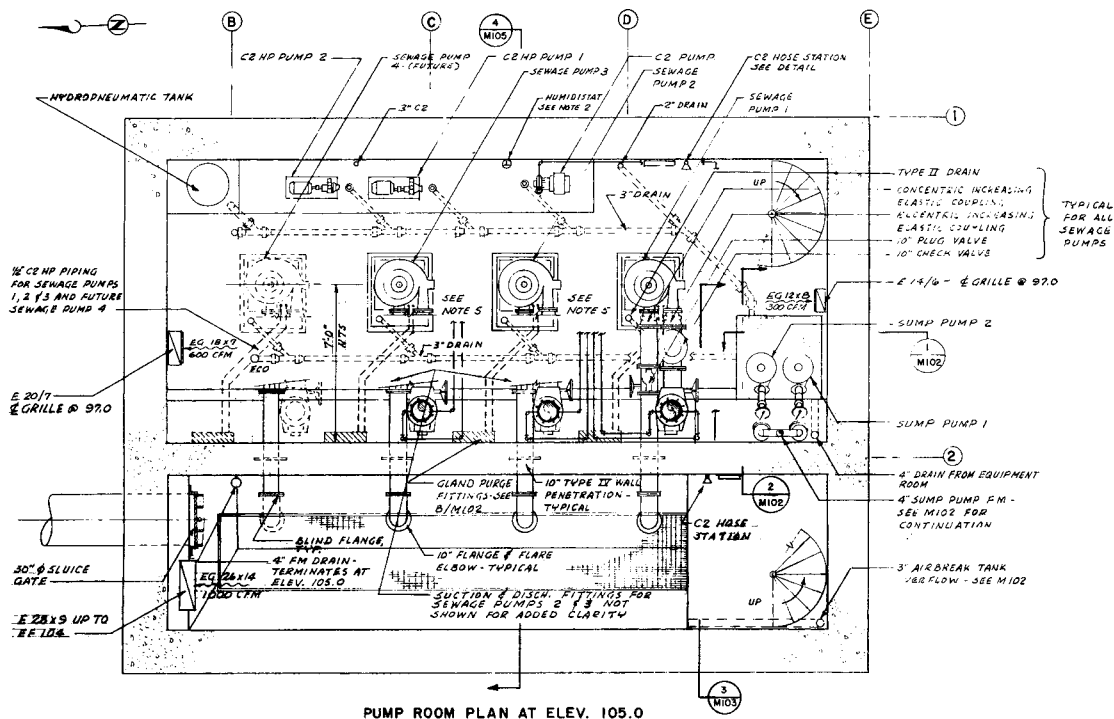 B
C
D
E
N
4
M105
C2 HP PUMP 2
SEWAGE PUMP
4-(FUTURE)
C2 HP PUMP 1
SEWAGE PUMP 3
C2 PUMP
SEWAGE
PUMP 2
C2 HOSE STATION
SEE DETAIL
HYDROPNEUMATIC TANK
3" C2
HUMIDISTAT
SEE NOTE 2
2" DRAIN
SEWAGE
PUMP 1
1
UP
TYPE II DRAIN
CONCENTRIC INCREASING
ELASTIC COUPLING
ECCENTRIC INCREASING
ELASTIC COUPLING
10" PLUG VALVE
10" CHECK VALVE
TYPICAL
FOR ALL
SEWAGE
PUMPS
3" DRAIN
½" C2 HP PIPING
FOR SEWAGE PUMPS
1, 2 & 3 AND FUTURE
SEWAGE PUMP 4
7'-0"
NTS
SEE
NOTE 5
SEE
NOTE 5
EG 12x8
300 CFM
E 14/6 - ℄ GRILLE @ 97.0
SUMP PUMP 2
1
M102
EG 18x7
600 CFM
ECO
3" DRAIN
E 20/7
℄ GRILLE @ 97.0
SUMP PUMP 1
2
GLAND PURGE
FITTINGS-SEE
B/M102
10" TYPE IV WALL
PENETRATION-
TYPICAL
2
M102
4" DRAIN FROM EQUIPMENT
ROOM
4" SUMP PUMP FM -
SEE M102 FOR
CONTINUATION
C2 HOSE
STATION
BLIND FLANGE,
TYP.
4" FM DRAIN-
TERMINATES AT
ELEV. 105.0
10" FLANGE & FLARE
ELBOW-TYPICAL
30" ϕ SLUICE
GATE
EG 26x14
CFM
SUCTION & DISCH. FITTINGS FOR
SEWAGE PUMPS 2 & 3 NOT
SHOWN FOR ADDED CLARITY
UP
3" AIRBREAK TANK
OVERFLOW - SEE M102
E 28x9 UP TO
EF 104
3
M103
PUMP ROOM PLAN AT ELEV. 105.0